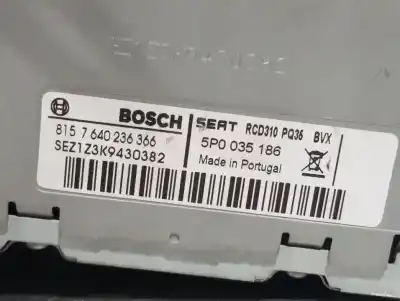 BOSCH
SEAT RCD310 PQ35 BVX
815 7 640 236 366
5P0 035 186
SEZ1Z3K9430382
Made in Portugal